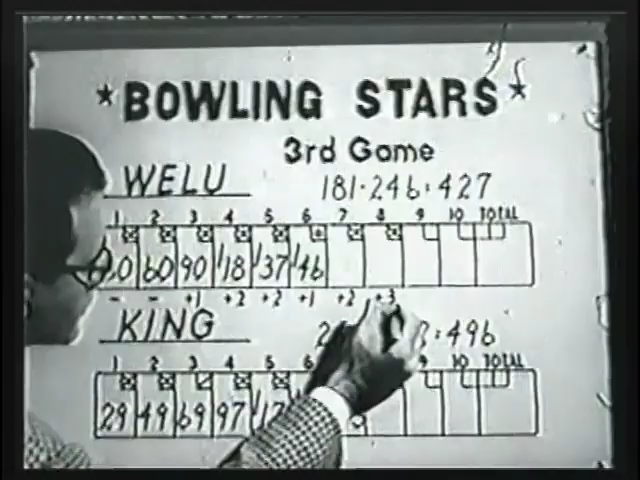 *BOWLING STARS*
3rd Game
WELU 181·246:427
1 2 3 4 5 6 7 8 9 10 TOTAL
60 90 118 137 146
- - +1 +2 +2 +1 +2 +3
KING :496
1 2 3 4 5 6 9 10 TOTAL
29 49 69 97